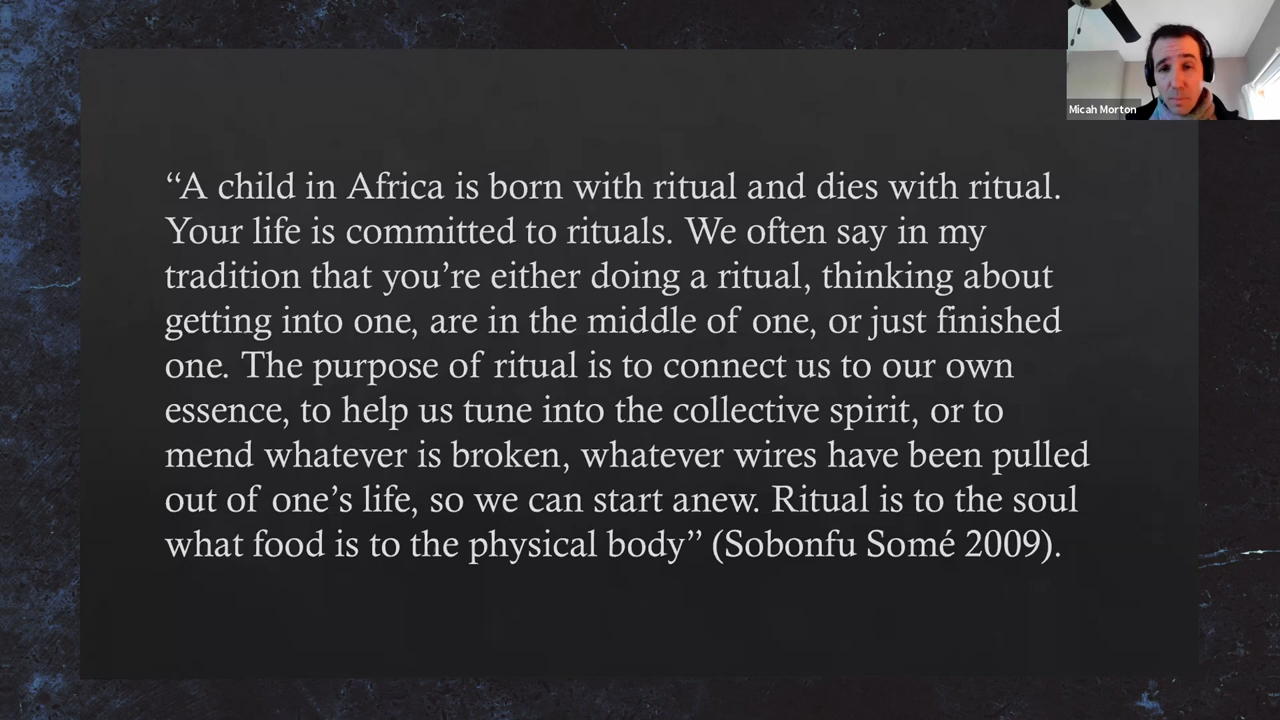 Micah Morton
“A child in Africa is born with ritual and dies with ritual.
Your life is committed to rituals. We often say in my
tradition that you’re either doing a ritual, thinking about
getting into one, are in the middle of one, or just finished
one. The purpose of ritual is to connect us to our own
essence, to help us tune into the collective spirit, or to
mend whatever is broken, whatever wires have been pulled
out of one’s life, so we can start anew. Ritual is to the soul
what food is to the physical body” (Sobonfu Somé 2009).